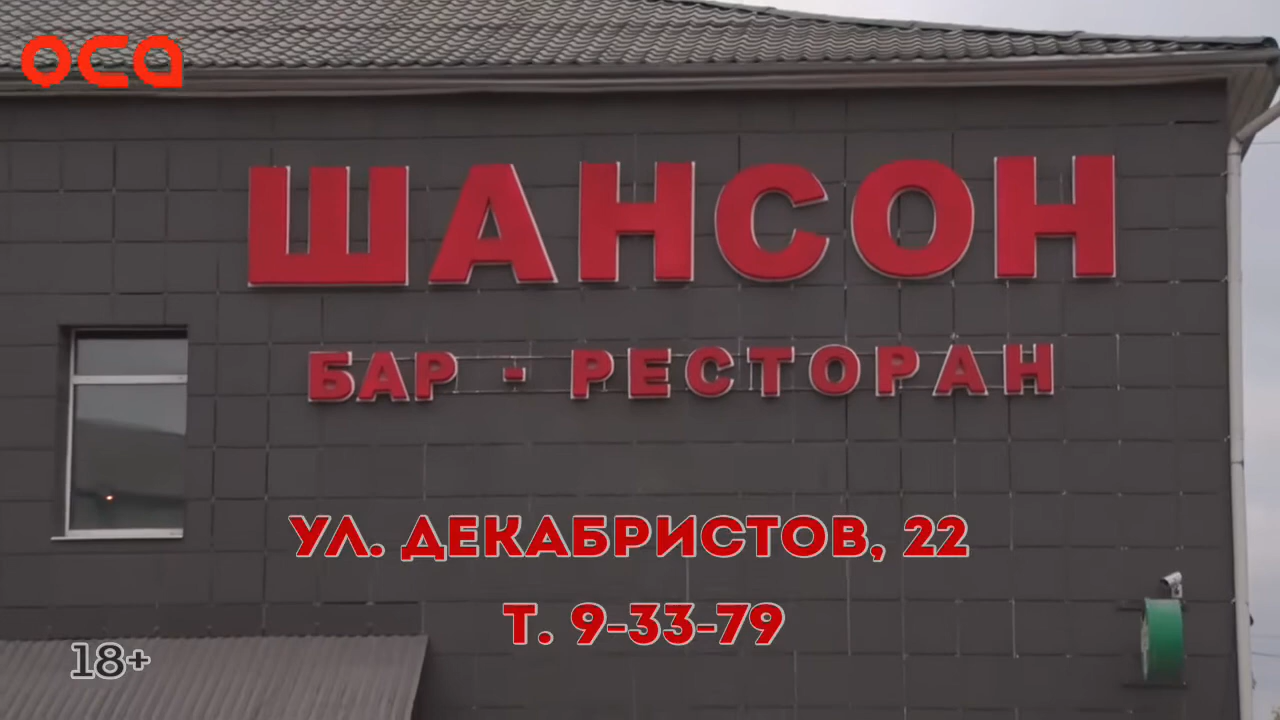 оса
ШАНСОН
БАР - РЕСТОРАН
УЛ. ДЕКАБРИСТОВ, 22
Т. 9-33-79
18+